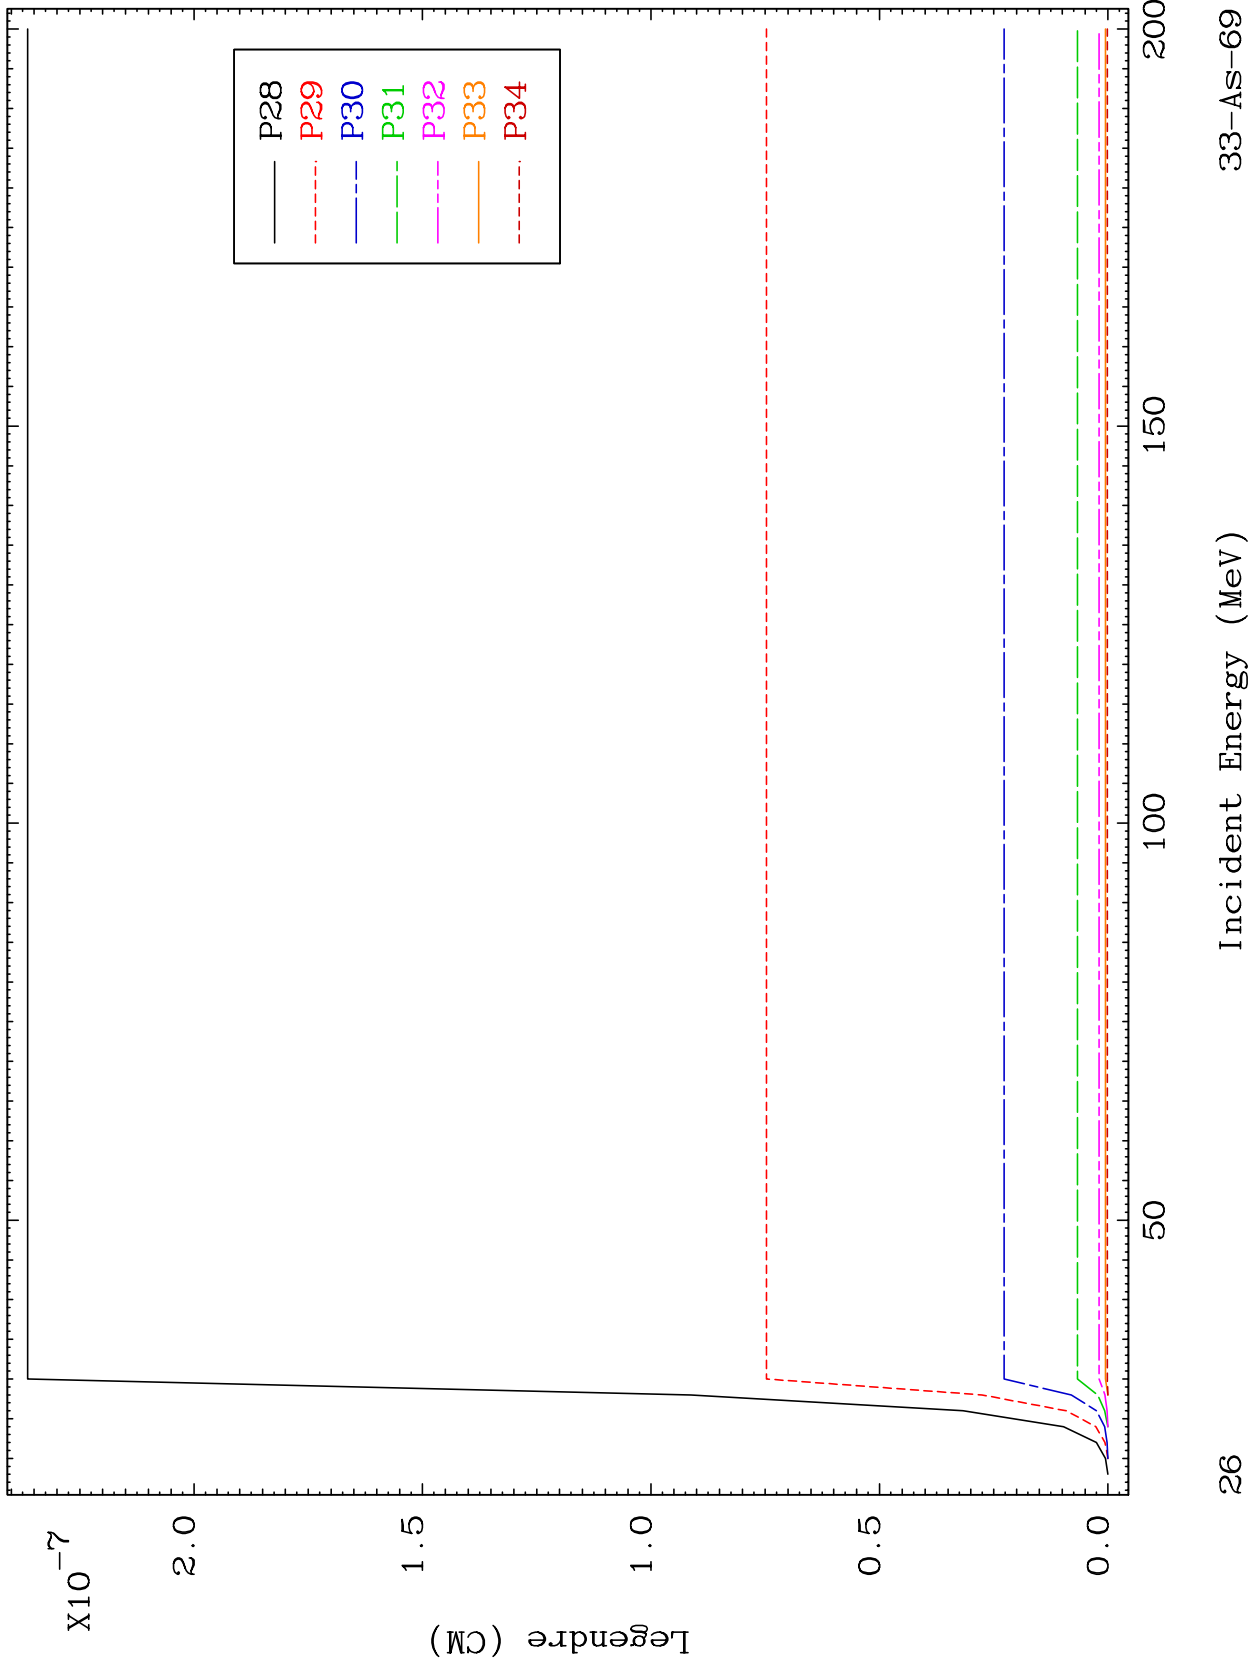 X10-7
2.0
1.5
1.0
0.5
0.0
Legendre (CM)
P28
P29
P30
P31
P32
P33
P34
50
100
150
200
Incident Energy (MeV)
26
33-As-69